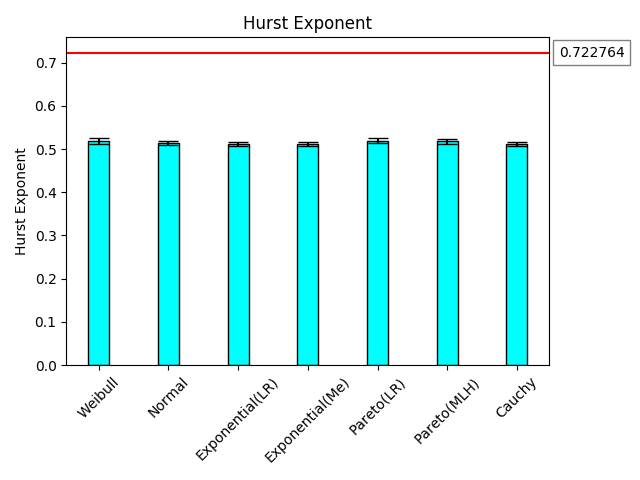 Hurst Exponent
0.722764
Hurst Exponent
0.7
0.6
0.5
0.4
0.3
0.2
0.1
0.0
Weibull
Normal
Exponential(LR)
Exponential(Me)
Pareto(LR)
Pareto(MLH)
Cauchy